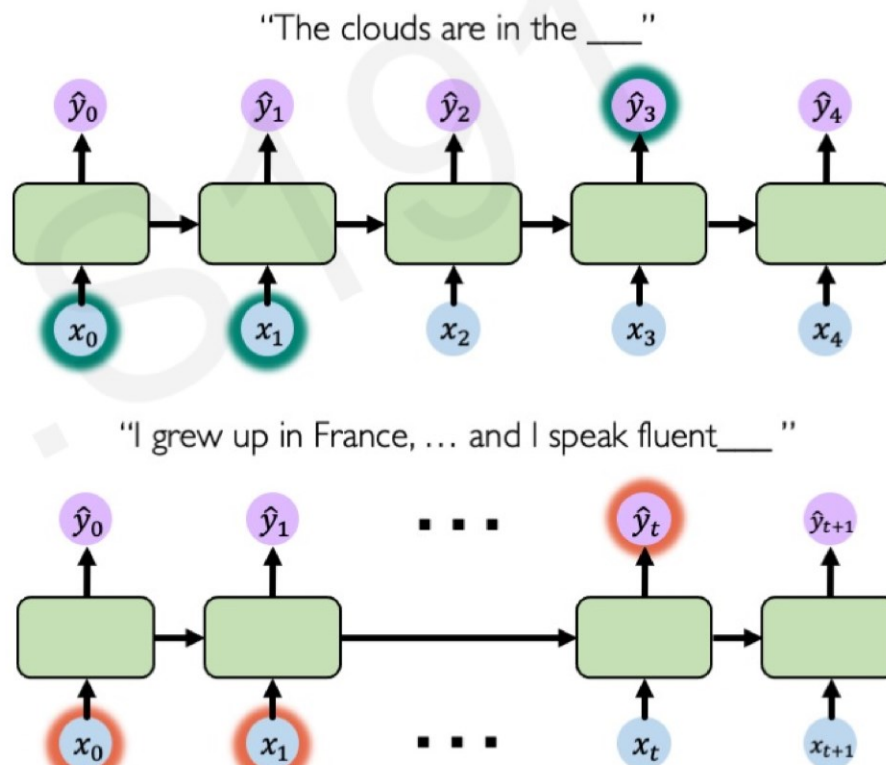 “The clouds are in the ___”
ŷ₀ ŷ₁ ŷ₂ ŷ₃ ŷ₄
x₀ x₁ x₂ x₃ x₄
“I grew up in France, … and I speak fluent___ ”
ŷ₀ ŷ₁ ... ŷₜ ŷₜ₊₁
x₀ x₁ ... xₜ xₜ₊₁
.S191